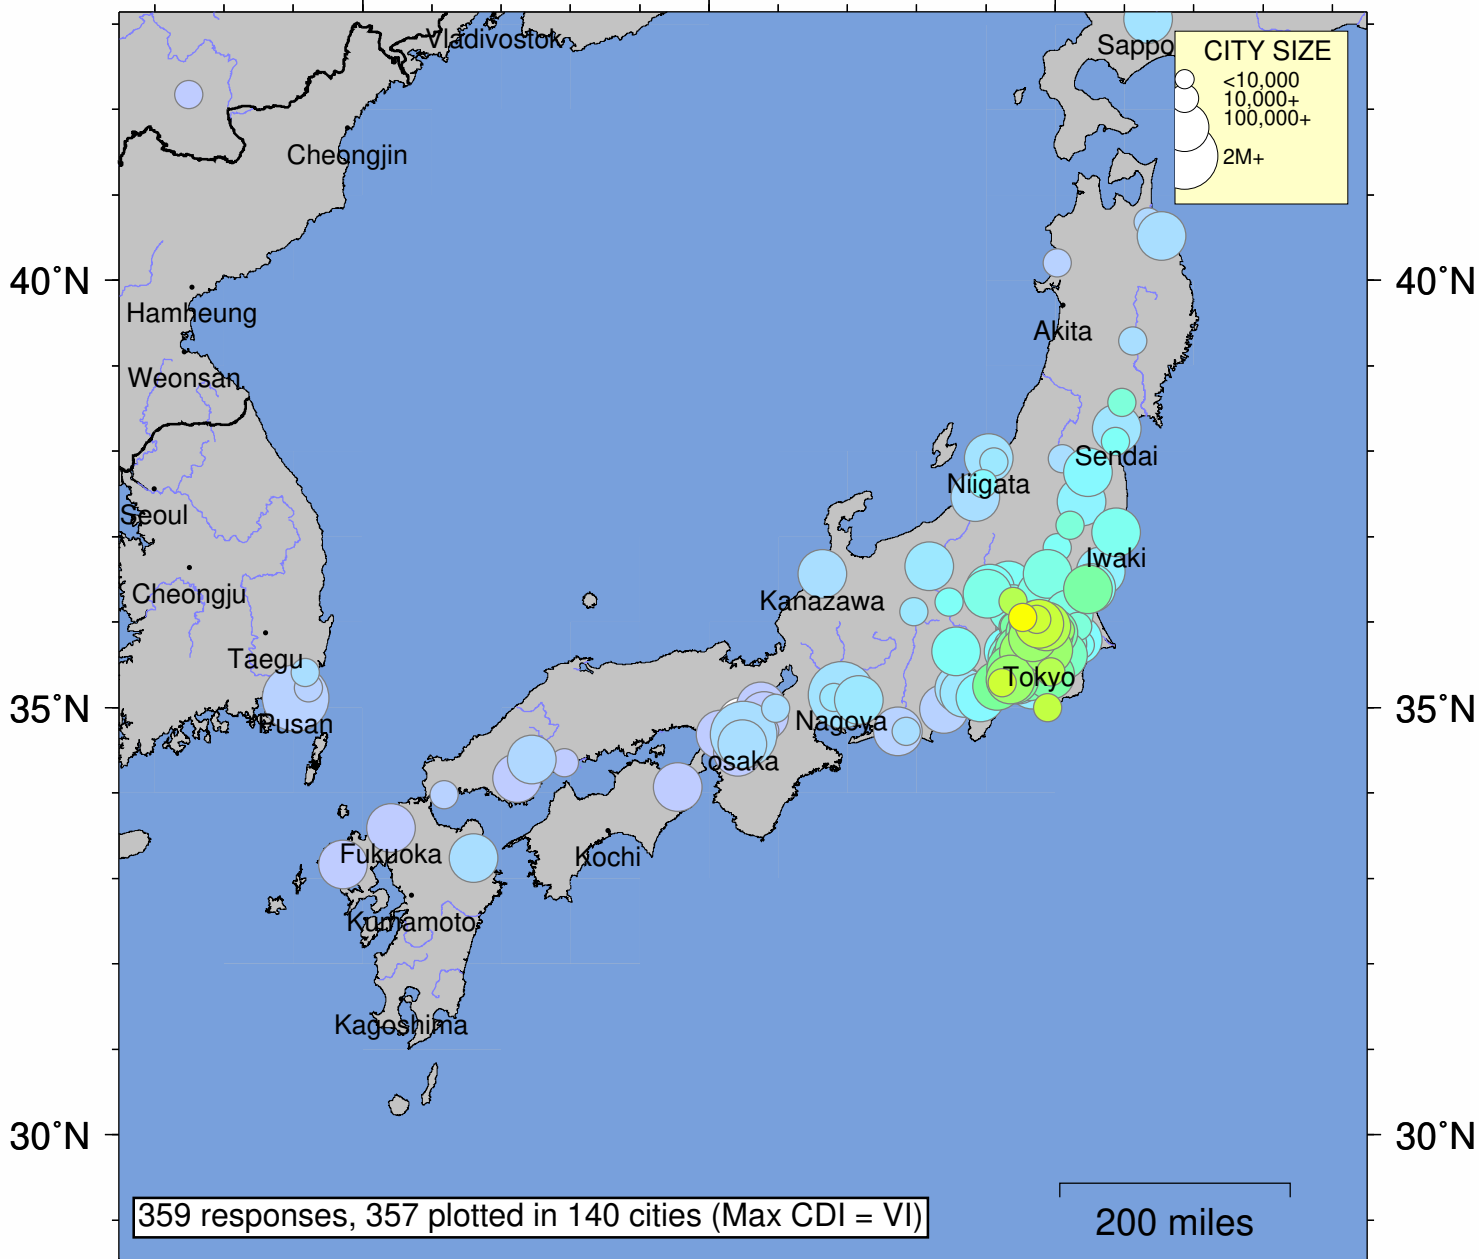 Vladivostok
Sappo
CITY SIZE
<10,000
10,000+
100,000+
2M+
Cheongjin
40°N
40°N
Hamheung
Akita
Weonsan
Sendai
Niigata
Seoul
Iwaki
Cheongju
Kanazawa
Taegu
Tokyo
35°N
Pusan
Nagoya
35°N
osaka
Fukuoka
Kochi
Kumamoto
Kagoshima
30°N
30°N
359 responses, 357 plotted in 140 cities (Max CDI = VI)
200 miles